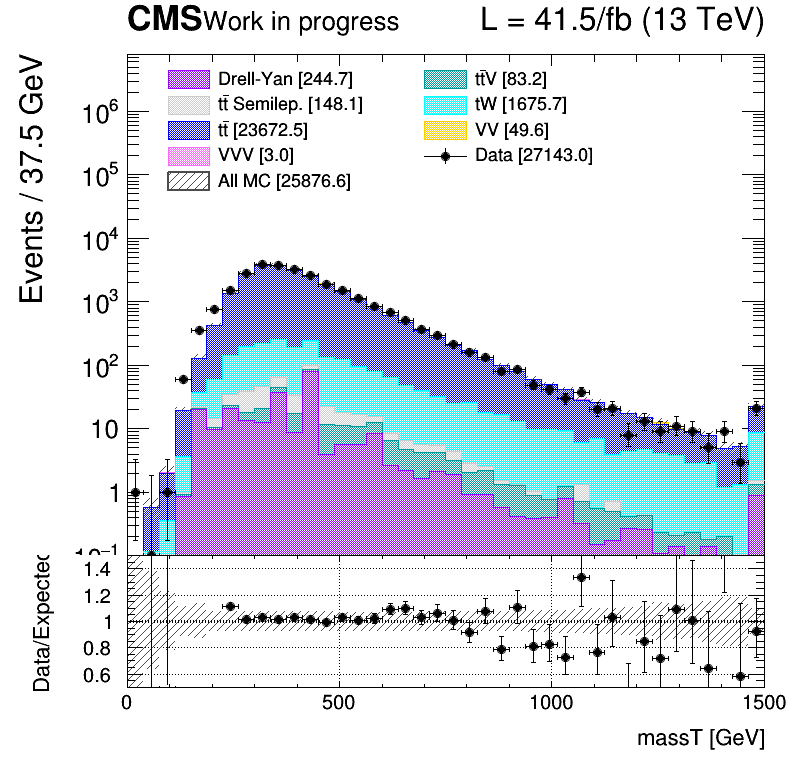 CMS Work in progress L = 41.5/fb (13 TeV)
Events / 37.5 GeV
Drell-Yan [244.7] tt̄V [83.2]
tt̄ Semilep. [148.1] tW [1675.7]
tt̄ [23672.5] VV [49.6]
VVV [3.0] Data [27143.0]
All MC [25876.6]
10⁶
10⁵
10⁴
10³
10²
10
1
10⁻¹
Data/Expected
1.4
1.2
1
0.8
0.6
0 500 1000 1500
massT [GeV]